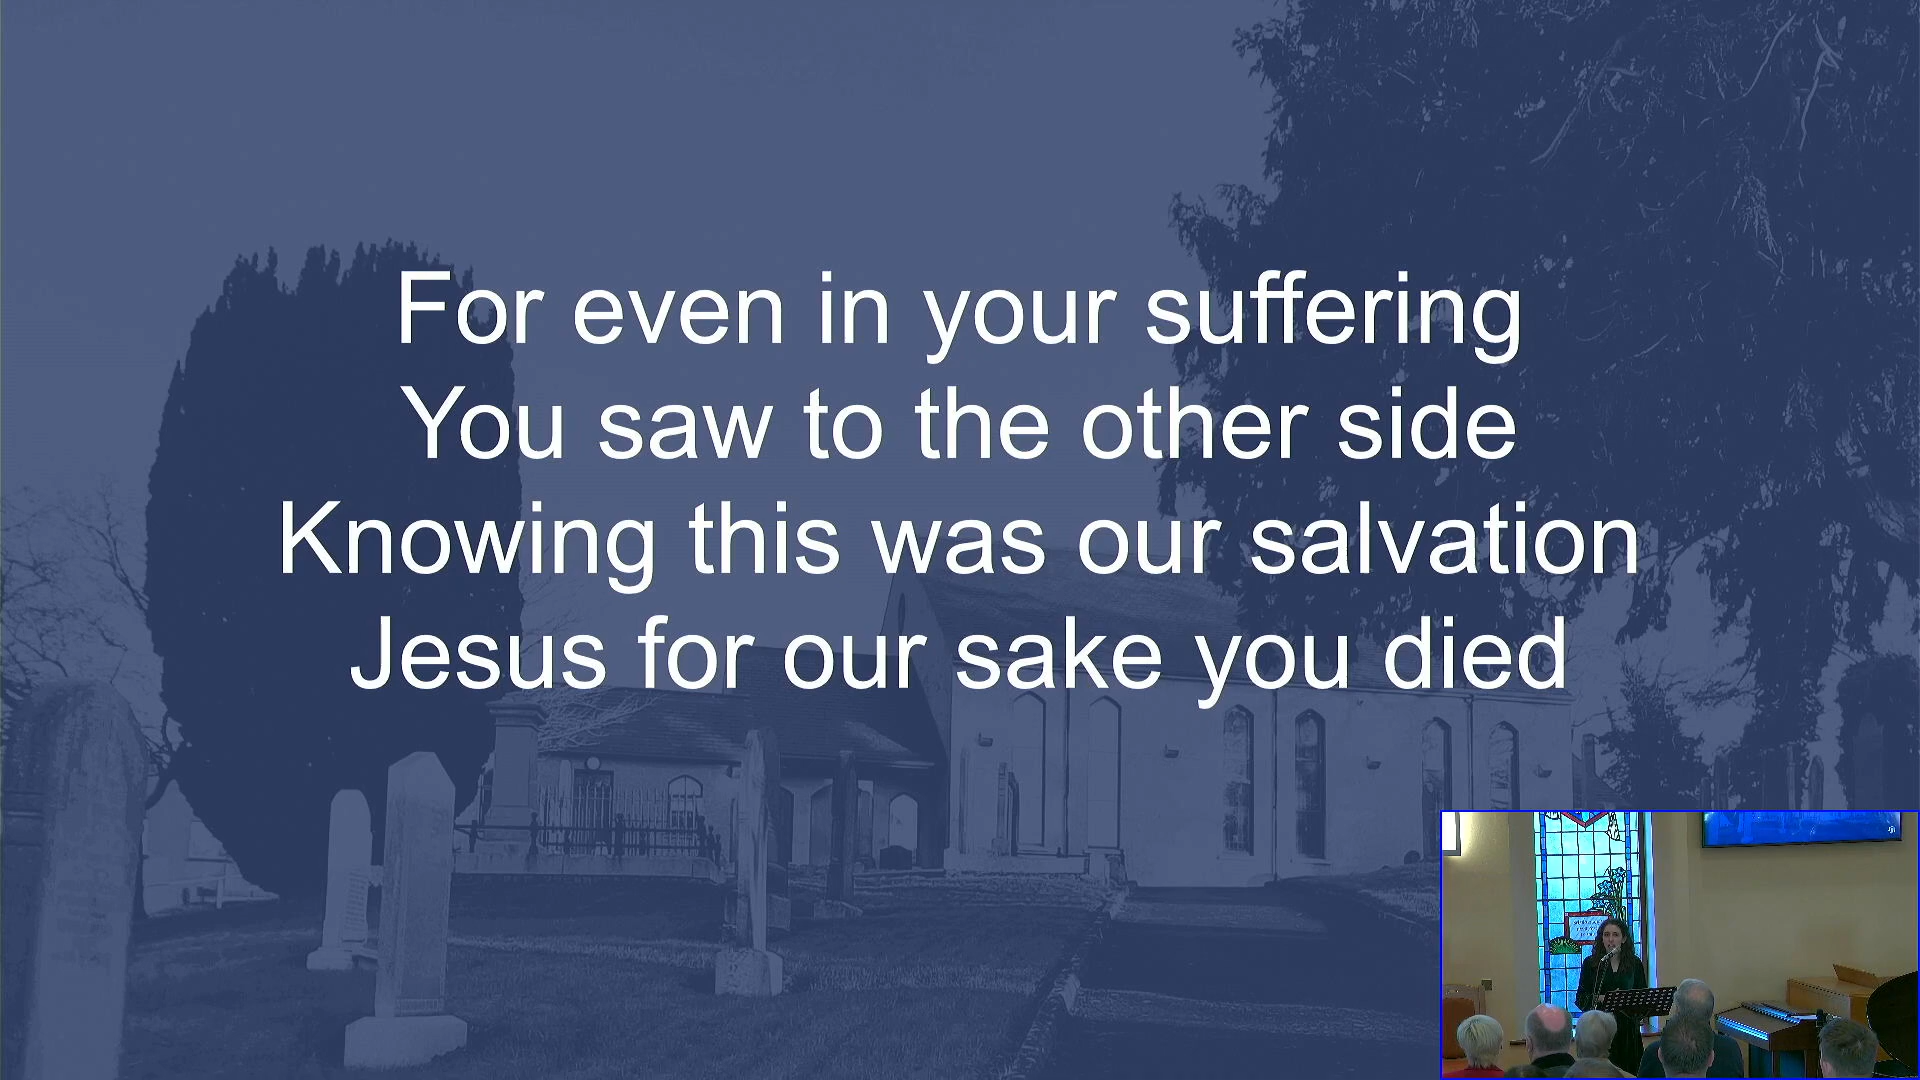 For even in your suffering
You saw to the other side
Knowing this was our salvation
Jesus for our sake you died